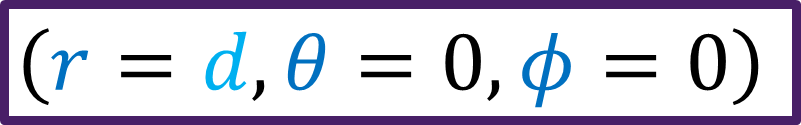 (r = d, θ = 0, ϕ = 0)